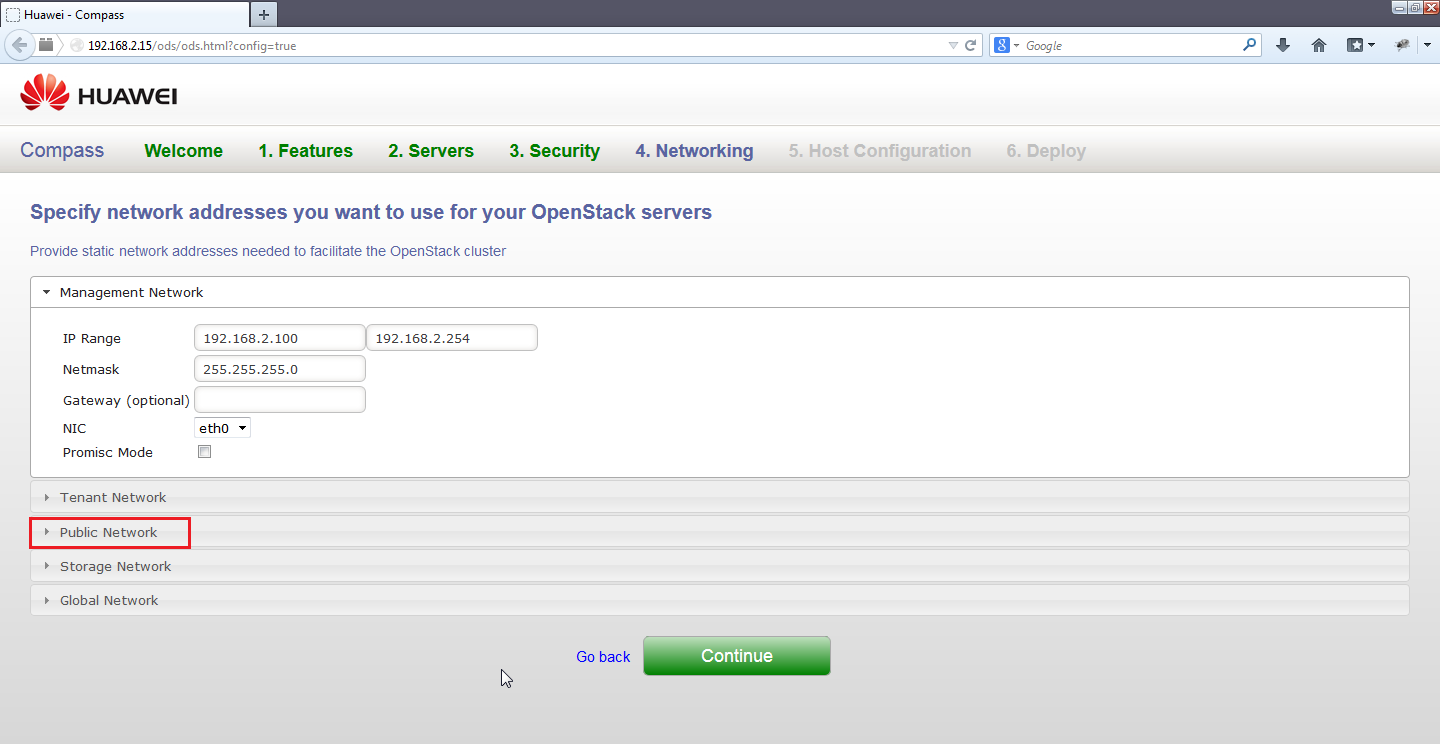 Huawei - Compass
192.168.2.15/ods/ods.html?config=true
8
Google
HUAWEI
Compass Welcome 1. Features 2. Servers 3. Security 4. Networking 5. Host Configuration 6. Deploy
Specify network addresses you want to use for your OpenStack servers
Provide static network addresses needed to facilitate the OpenStack cluster
Management Network
IP Range 192.168.2.100 192.168.2.254
Netmask 255.255.255.0
Gateway (optional)
NIC eth0
Promisc Mode
Tenant Network
Public Network
Storage Network
Global Network
Go back Continue